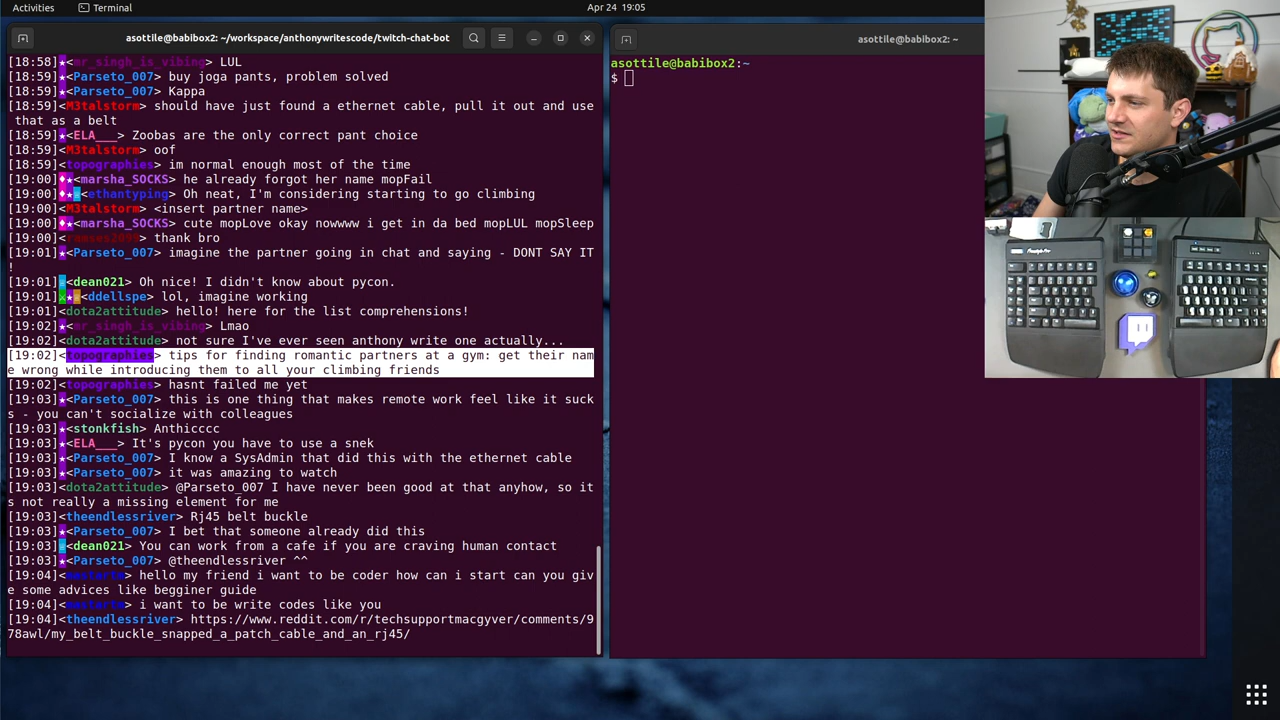 Activities
Terminal
Apr 24 19:05
asottile@babibox2: ~/workspace/anthonywritescode/twitch-chat-bot
asottile@babibox2: ~
[18:58]★<mr_singh_is_vibing> LUL
[18:59]★<Parseto_007> buy joga pants, problem solved
[18:59]★<Parseto_007> Kappa
[18:59]<M3talstorm> should have just found a ethernet cable, pull it out and use
that as a belt
[18:59]★<ELA___> Zoobas are the only correct pant choice
[18:59]<M3talstorm> oof
[18:59]<topographies> im normal enough most of the time
[19:00]♦★<marsha_SOCKS> he already forgot her name mopFail
[19:00]♦★<ethantyping> Oh neat, I'm considering starting to go climbing
[19:00]<M3talstorm> <insert partner name>
[19:00]♦★<marsha_SOCKS> cute mopLove okay nowwww i get in da bed mopLUL mopSleep
[19:00]> thank bro
[19:01]★<Parseto_007> imagine the partner going in chat and saying - DONT SAY IT
!
[19:01]<dean021> Oh nice! I didn't know about pycon.
[19:01]★<ddellspe> lol, imagine working
[19:01]<dota2attitude> hello! here for the list comprehensions!
[19:02]★<mr_singh_is_vibing> Lmao
[19:02]<dota2attitude> not sure I've ever seen anthony write one actually...
[19:02]<topographies> tips for finding romantic partners at a gym: get their nam
e wrong while introducing them to all your climbing friends
[19:02]<topographies> hasnt failed me yet
[19:03]★<Parseto_007> this is one thing that makes remote work feel like it suck
s - you can't socialize with colleagues
[19:03]★<stonkfish> Anthicccc
[19:03]★<ELA___> It's pycon you have to use a snek
[19:03]★<Parseto_007> I know a SysAdmin that did this with the ethernet cable
[19:03]★<Parseto_007> it was amazing to watch
[19:03]<dota2attitude> @Parseto_007 I have never been good at that anyhow, so it
s not really a missing element for me
[19:03]<theendlessriver> Rj45 belt buckle
[19:03]★<Parseto_007> I bet that someone already did this
[19:03]<dean021> You can work from a cafe if you are craving human contact
[19:03]★<Parseto_007> @theendlessriver ^^
[19:04]> hello my friend i want to be coder how can i start can you giv
e some advices like begginer guide
[19:04]> i want to be write codes like you
[19:04]<theendlessriver> https://www.reddit.com/r/techsupportmacgyver/comments/9
78awl/my_belt_buckle_snapped_a_patch_cable_and_an_rj45/
asottile@babibox2:~
$